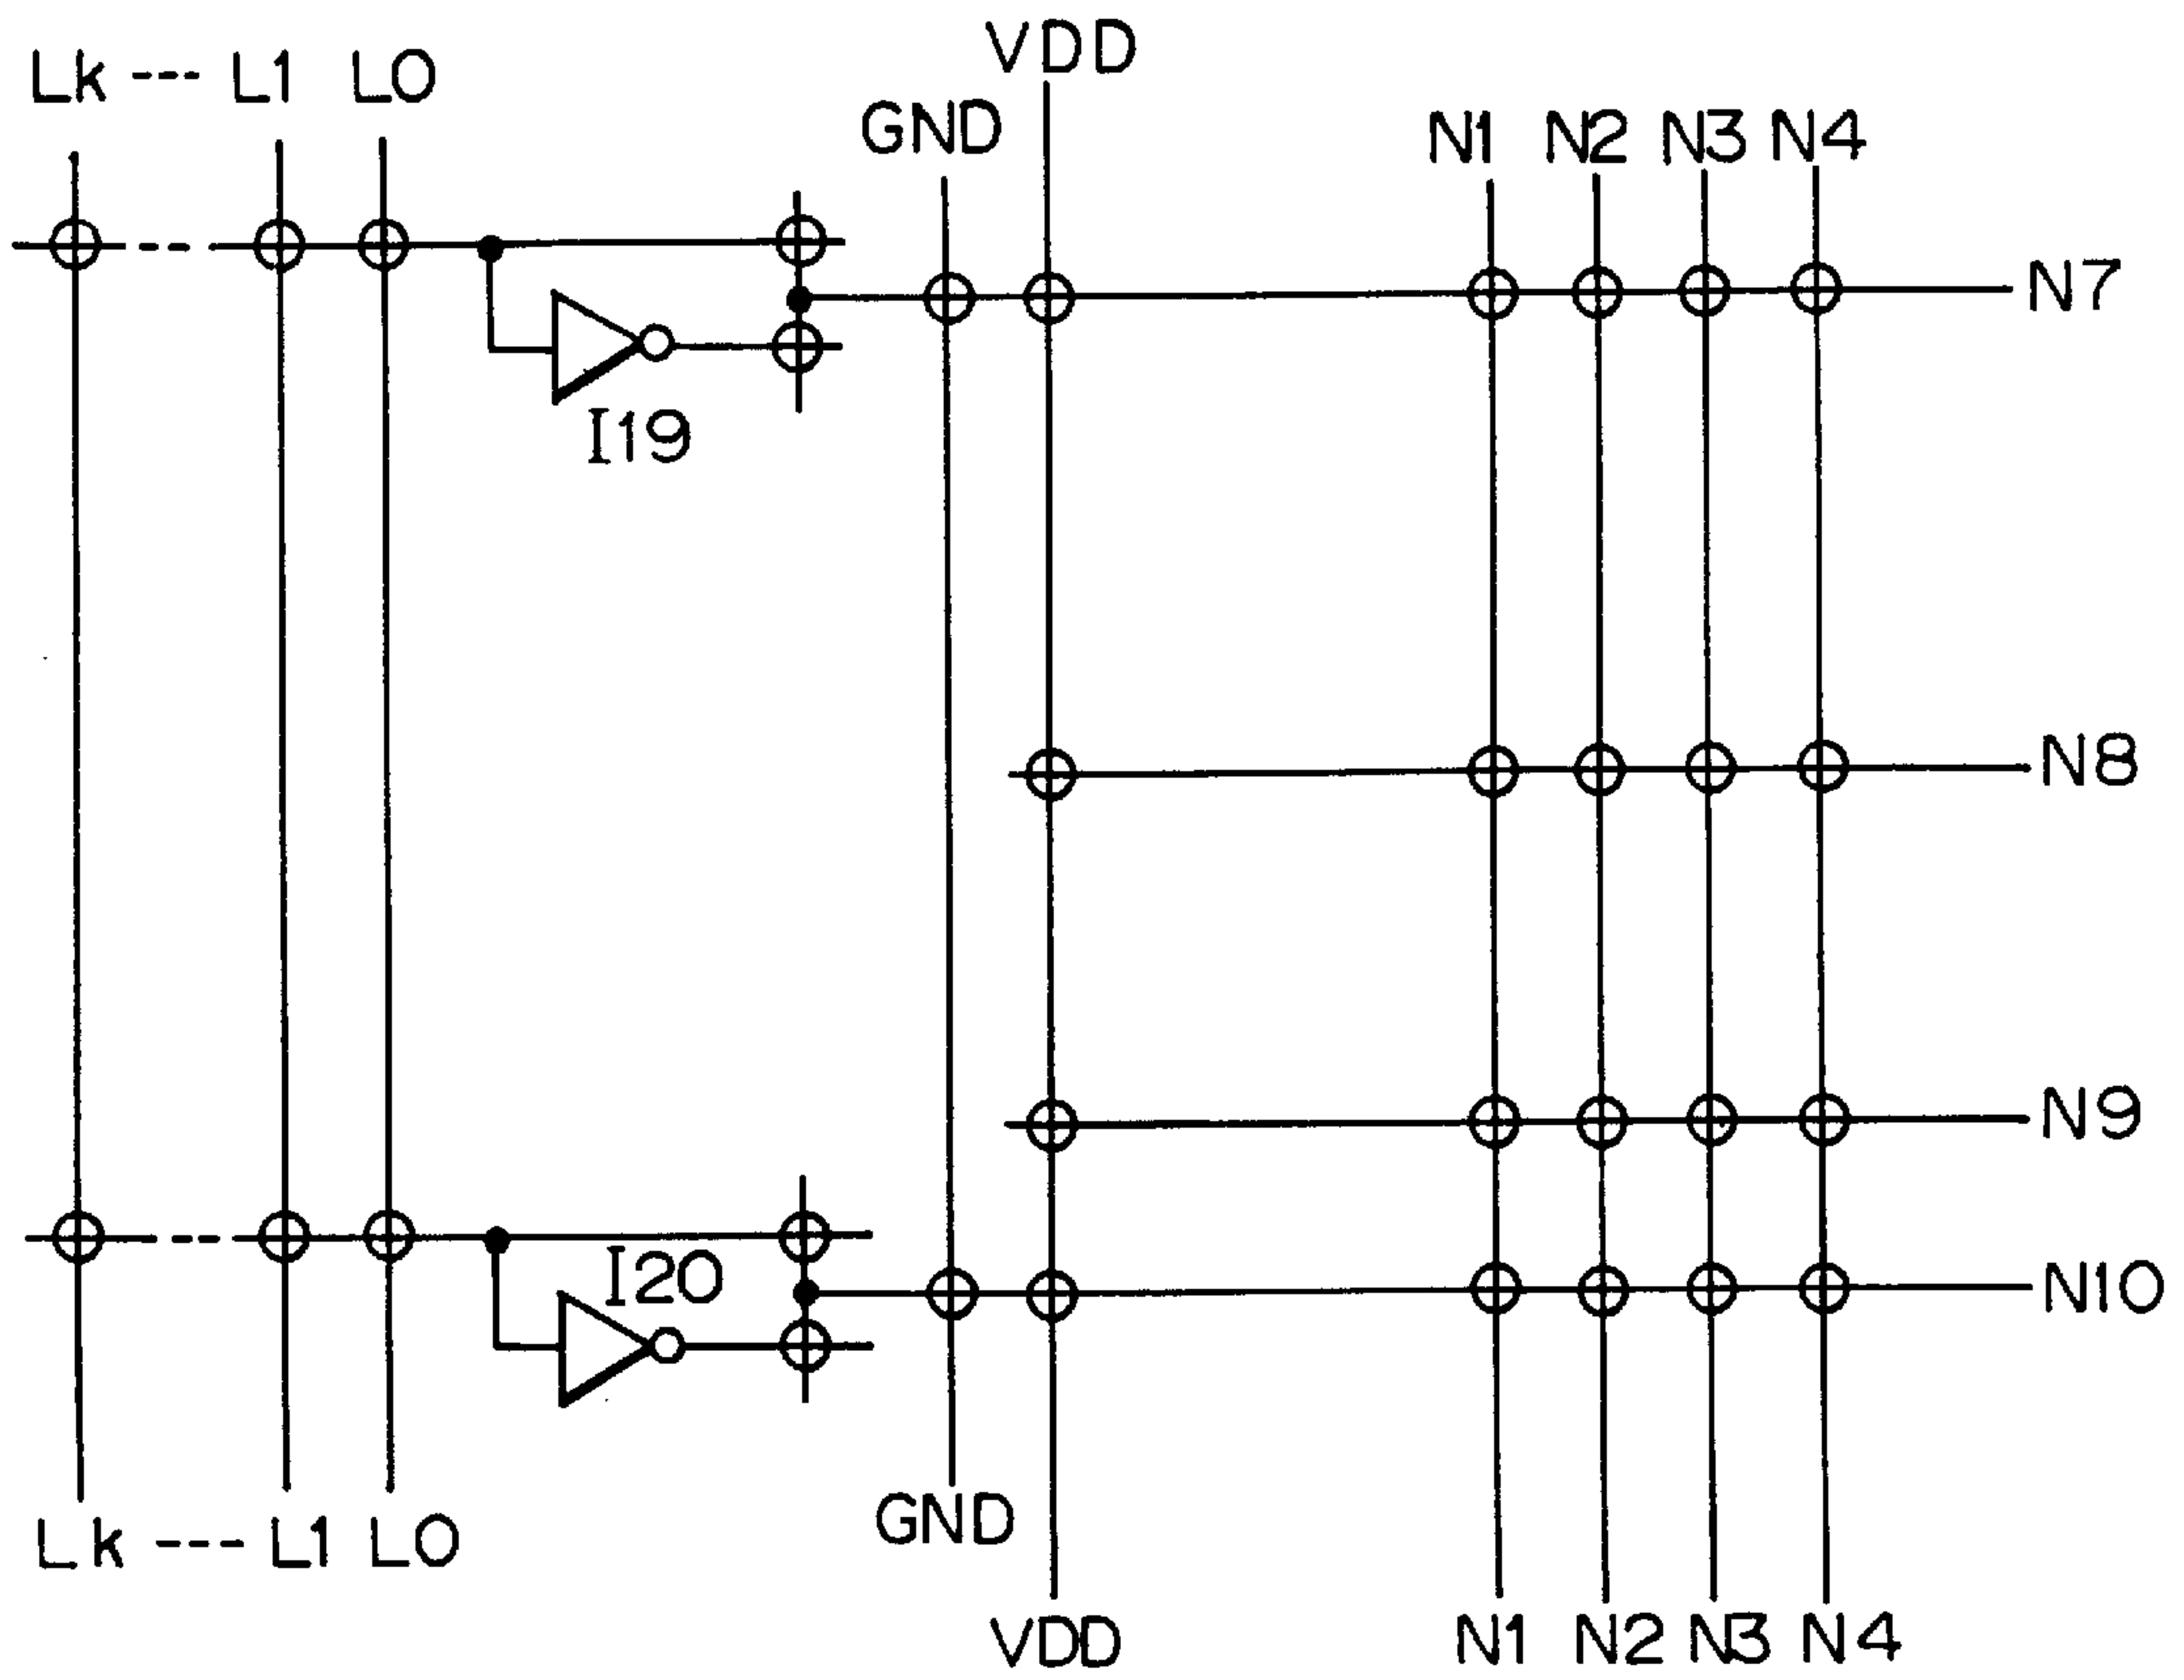 VDD
Lk --- L1 L0
GND
N1 N2 N3 N4
N7
I19
N8
N9
I20
N10
GND
Lk --- L1 L0
VDD
N1 N2 N3 N4